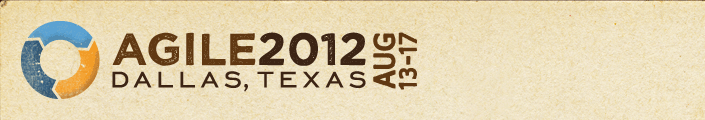 AGILE2012
DALLAS, TEXAS
AUG
13-17